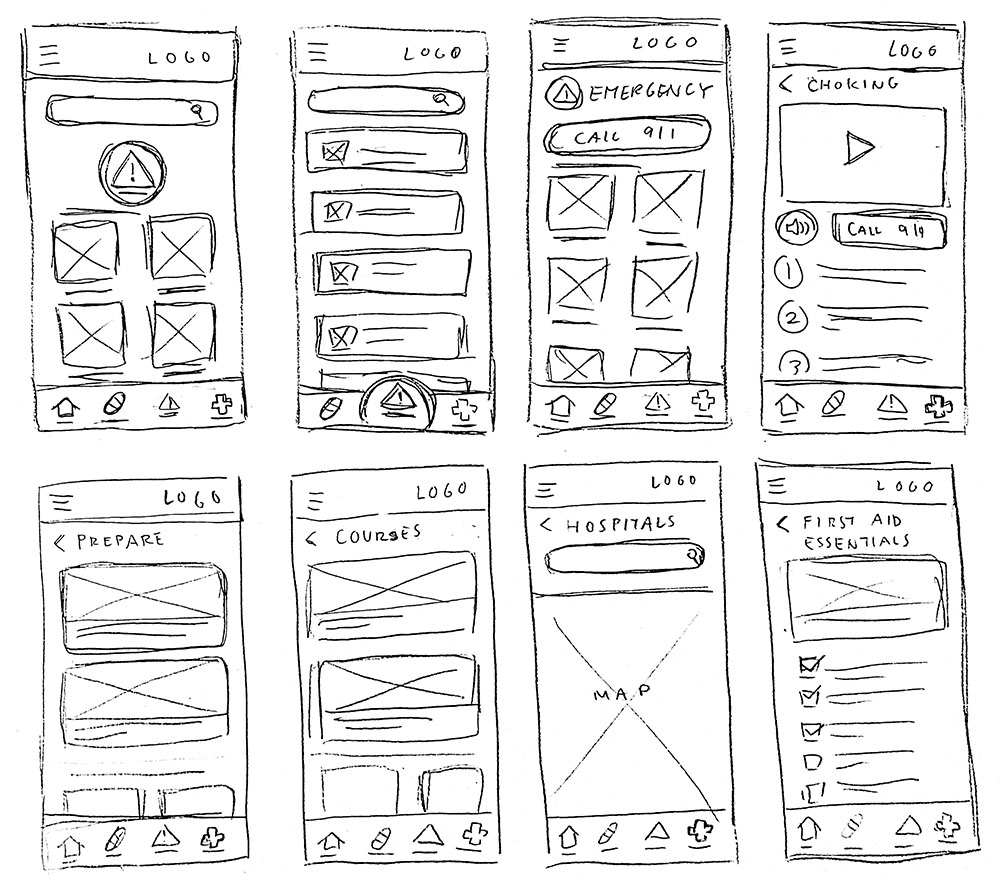 LOGO
LOGO
LOGO
EMERGENCY
CALL 911
LOGO
CHOKING
CALL 911
1
2
3
LOGO
PREPARE
LOGO
COURSES
LOGO
HOSPITALS
MAP
LOGO
FIRST AID
ESSENTIALS